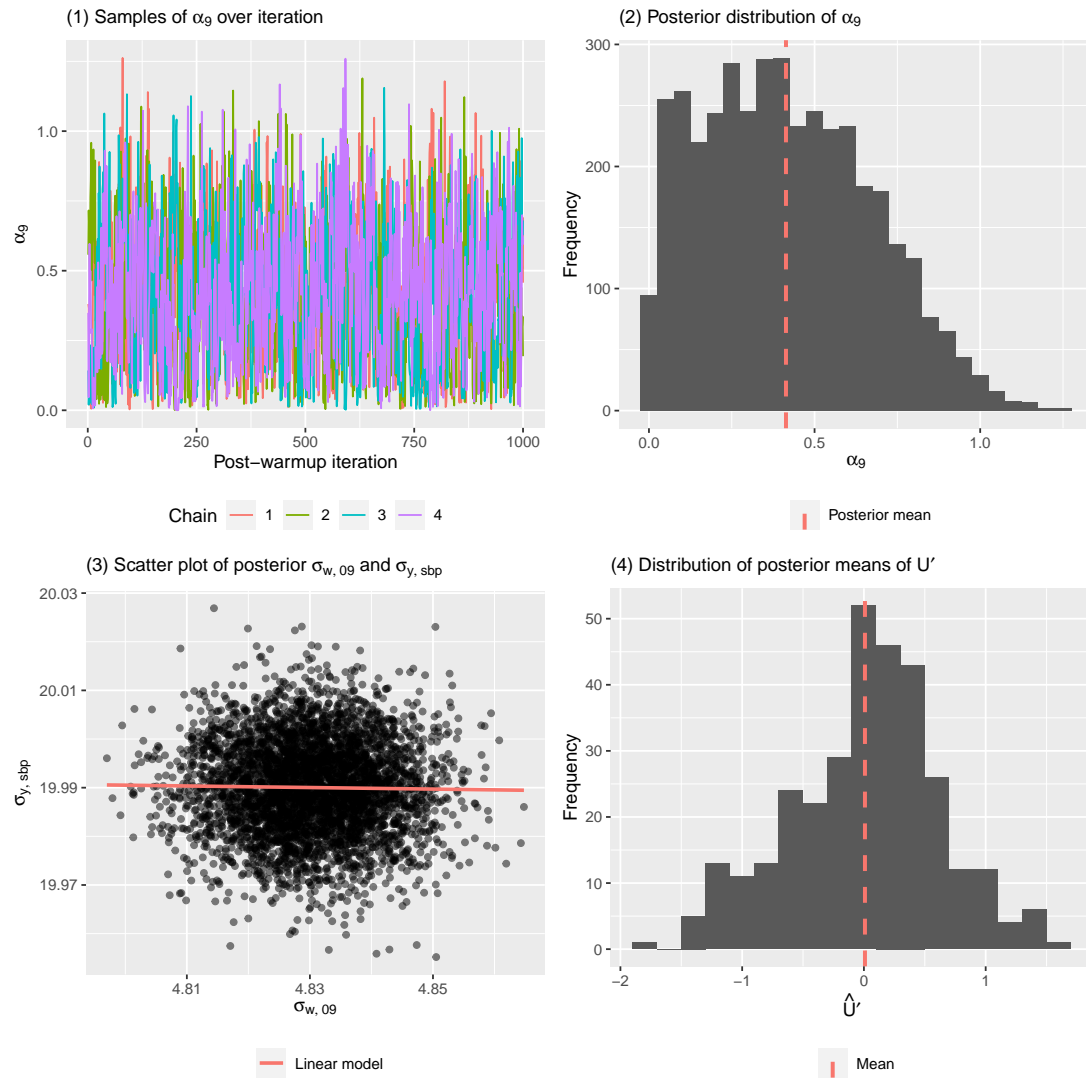 (1) Samples of α₉ over iteration
α₉
1.0
0.5
0.0
0 250 500 750 1000
Post−warmup iteration
Chain 1 2 3 4
(2) Posterior distribution of α₉
Frequency
300
200
100
0
0.0 0.5 1.0
α₉
Posterior mean
(3) Scatter plot of posterior σw, 09 and σy, sbp
σy, sbp
20.03
20.01
19.99
19.97
4.81 4.83 4.85
σw, 09
Linear model
(4) Distribution of posterior means of U′
Frequency
50
40
30
20
10
0
−2 −1 0 1
Û′
Mean